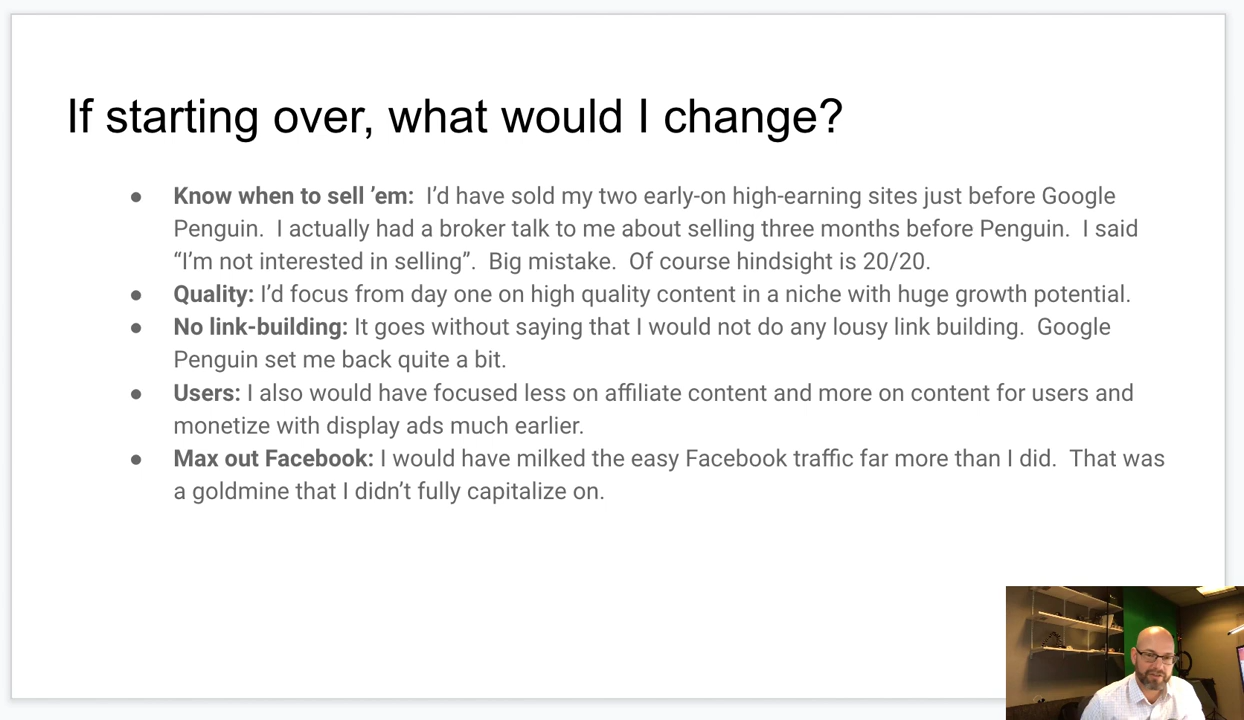 If starting over, what would I change?
● Know when to sell ’em:  I’d have sold my two early-on high-earning sites just before Google
Penguin.  I actually had a broker talk to me about selling three months before Penguin.  I said
“I’m not interested in selling”.  Big mistake.  Of course hindsight is 20/20.
● Quality: I’d focus from day one on high quality content in a niche with huge growth potential.
● No link-building: It goes without saying that I would not do any lousy link building.  Google
Penguin set me back quite a bit.
● Users: I also would have focused less on affiliate content and more on content for users and
monetize with display ads much earlier.
● Max out Facebook: I would have milked the easy Facebook traffic far more than I did.  That was
a goldmine that I didn’t fully capitalize on.